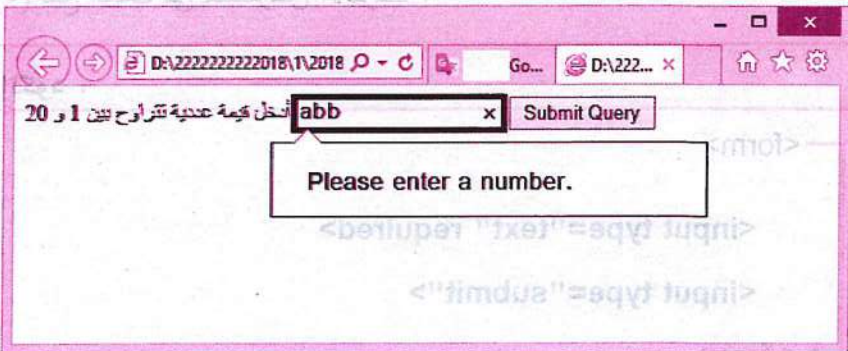 D:\2222222222018\1\2018
Go...
D:\222... ×
أدخل قيمة عددية تتراوح بين 1 و 20
abb ×
Submit Query
Please enter a number.
<form>
<input type="text" required>
<input type="submit">